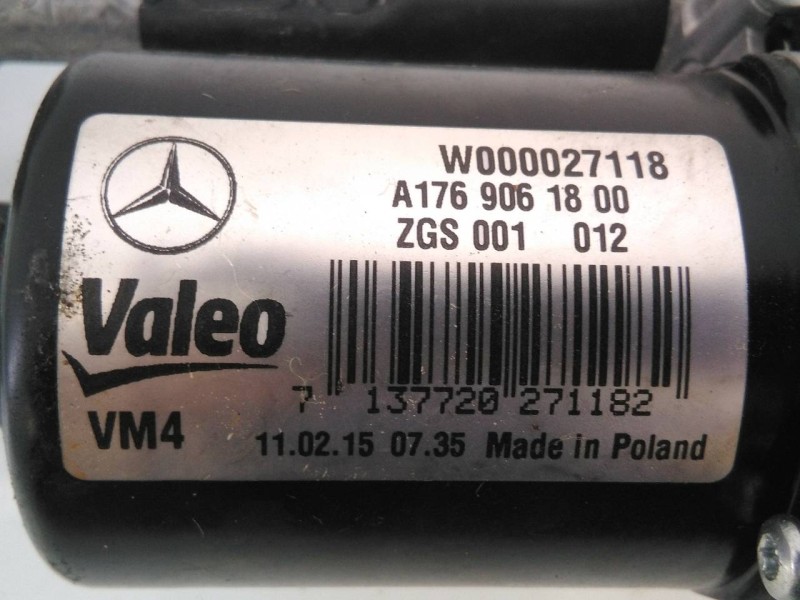 W000027118
A176 906 18 00
ZGS 001 012
Valeo
7 137720 271182
VM4
11.02.15 07.35 Made in Poland